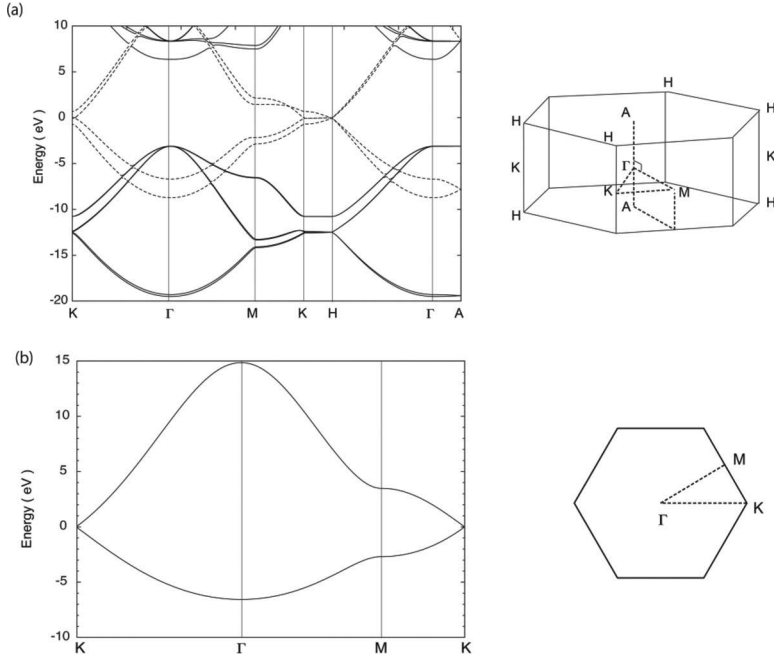 (a)
10
5
0
-5
-10
-15
-20
Energy ( eV )
K Γ M K H Γ A
H
H A H
H
K Γ K
K M
A
H H
(b)
15
10
5
0
-5
-10
Energy ( eV )
K Γ M K
M
Γ K